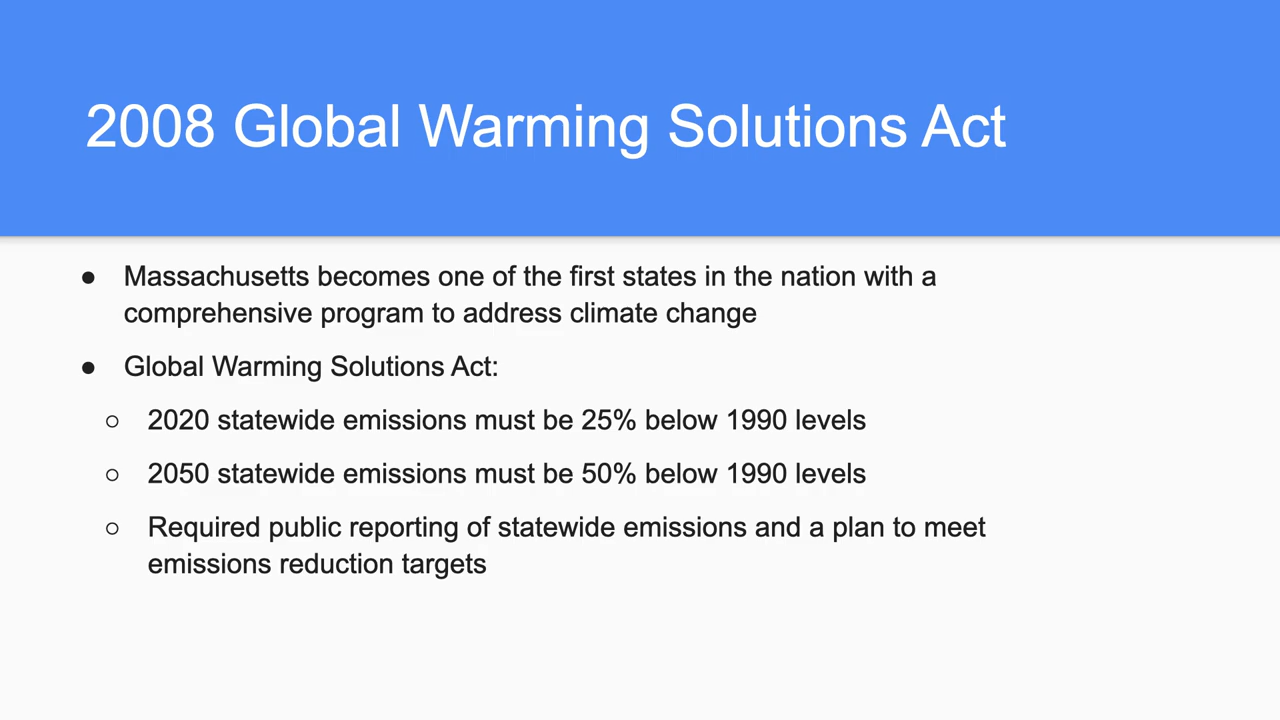 2008 Global Warming Solutions Act
● Massachusetts becomes one of the first states in the nation with a
comprehensive program to address climate change
● Global Warming Solutions Act:
○ 2020 statewide emissions must be 25% below 1990 levels
○ 2050 statewide emissions must be 50% below 1990 levels
○ Required public reporting of statewide emissions and a plan to meet
emissions reduction targets